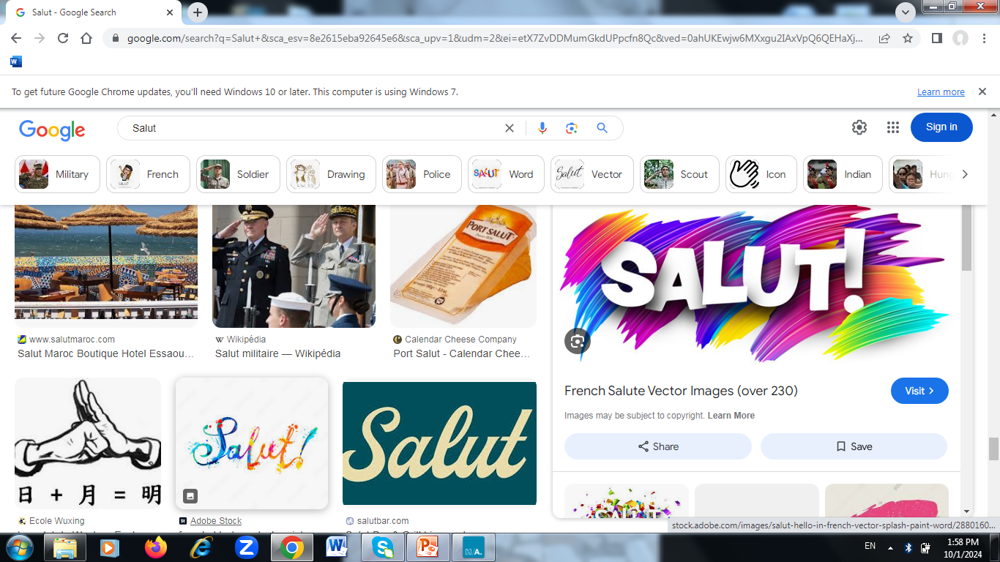 Salut - Google Search
google.com/search?q=Salut+&sca_esv=8e2615eba92645e6&sca_upv=1&udm=2&ei=etX7ZvDDMumGkdUPpcfn8Qc&ved=0ahUKEwjw6MXxgu2IAxVpQ6QEHaXj...
To get future Google Chrome updates, you'll need Windows 10 or later. This computer is using Windows 7.
Learn more
Google
Salut
Sign in
Military
French
Soldier
Drawing
Police
SALUT
Word
Salut
Vector
Scout
Icon
Indian
Hung
PORT SALUT
SALUT!
www.salutmaroc.com
Salut Maroc Boutique Hotel Essaou...
W Wikipédia
Salut militaire — Wikipédia
Calendar Cheese Company
Port Salut - Calendar Chee...
French Salute Vector Images (over 230)
Visit
Images may be subject to copyright. Learn More
Share
Save
日 + 月 = 明
Salut!
Salut
Ecole Wuxing
St Adobe Stock
salutbar.com
stock.adobe.com/images/salut-hello-in-french-vector-splash-paint-word/2880160...
EN
1:58 PM
10/1/2024